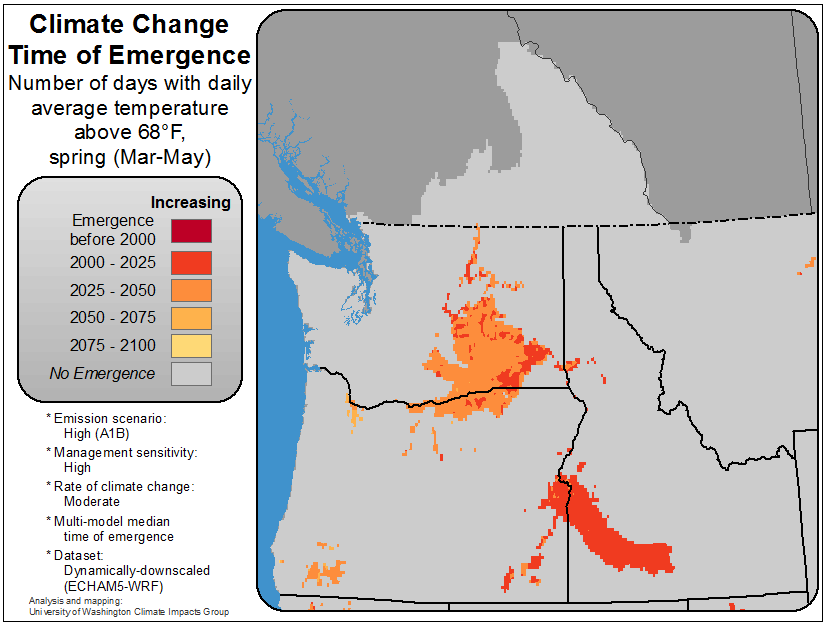 Climate Change
Time of Emergence
Number of days with daily
average temperature
above 68°F,
spring (Mar-May)
Increasing
Emergence
before 2000
2000 - 2025
2025 - 2050
2050 - 2075
2075 - 2100
No Emergence
* Emission scenario:
High (A1B)
* Management sensitivity:
High
* Rate of climate change:
Moderate
* Multi-model median
time of emergence
* Dataset:
Dynamically-downscaled
(ECHAM5-WRF)
Analysis and mapping:
University of Washington Climate Impacts Group